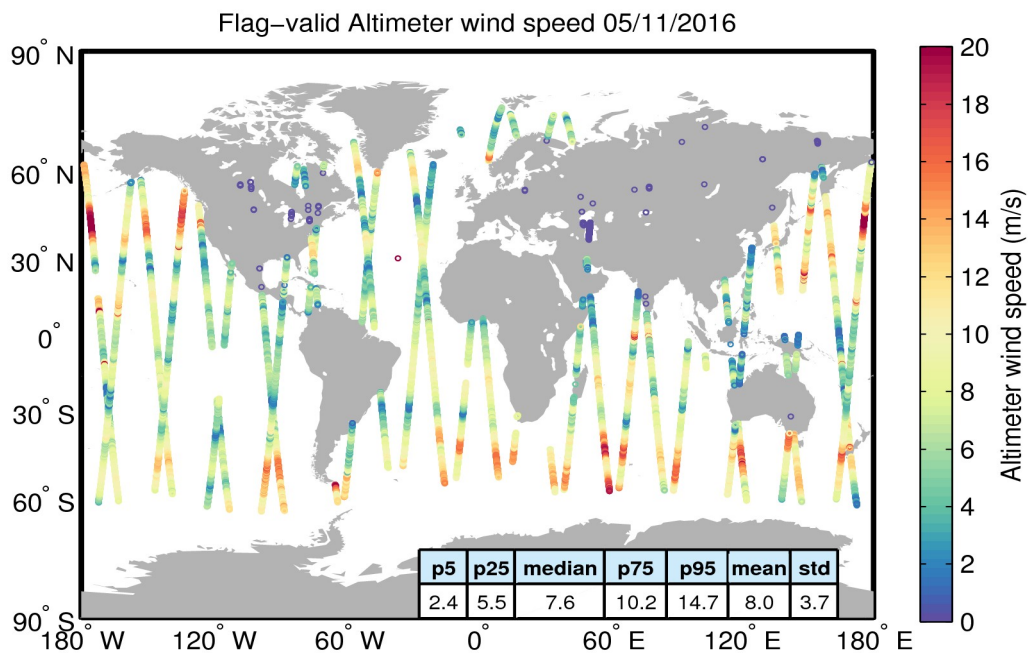 Flag−valid Altimeter wind speed 05/11/2016
90° N
60° N
30° N
0°
30° S
60° S
90° S
180° W
120° W
60° W
0°
60° E
120° E
180° E
p5 p25 median p75 p95 mean std
2.4 5.5 7.6 10.2 14.7 8.0 3.7
20
18
16
14
12
10
8
6
4
2
0
Altimeter wind speed (m/s)